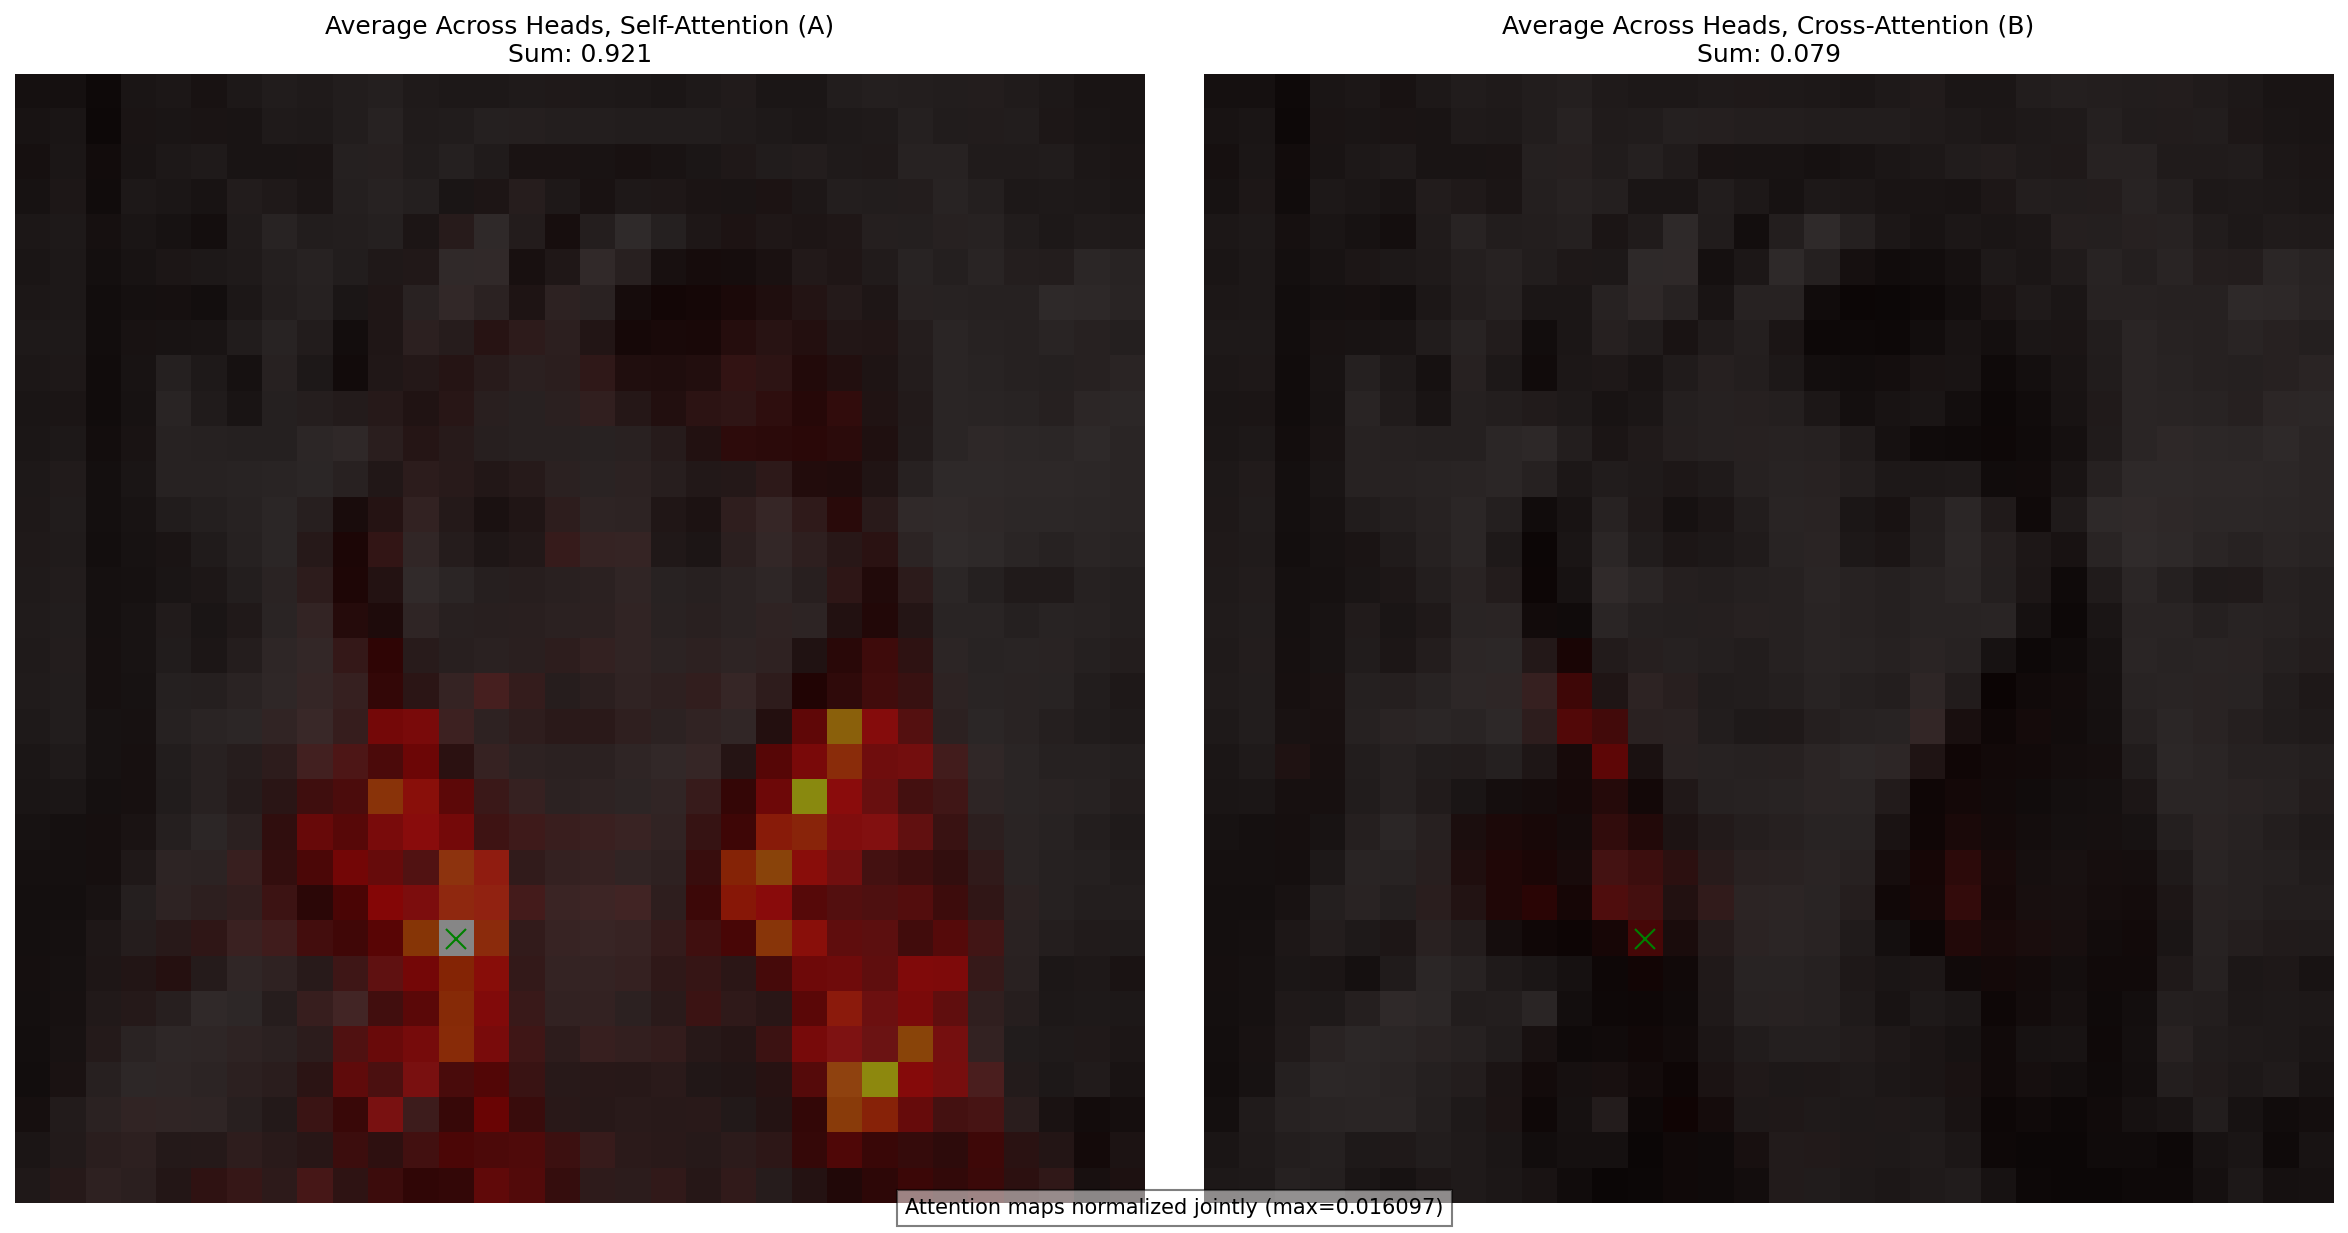 Average Across Heads, Self-Attention (A)
Sum: 0.921
Average Across Heads, Cross-Attention (B)
Sum: 0.079
Attention maps normalized jointly (max=0.016097)